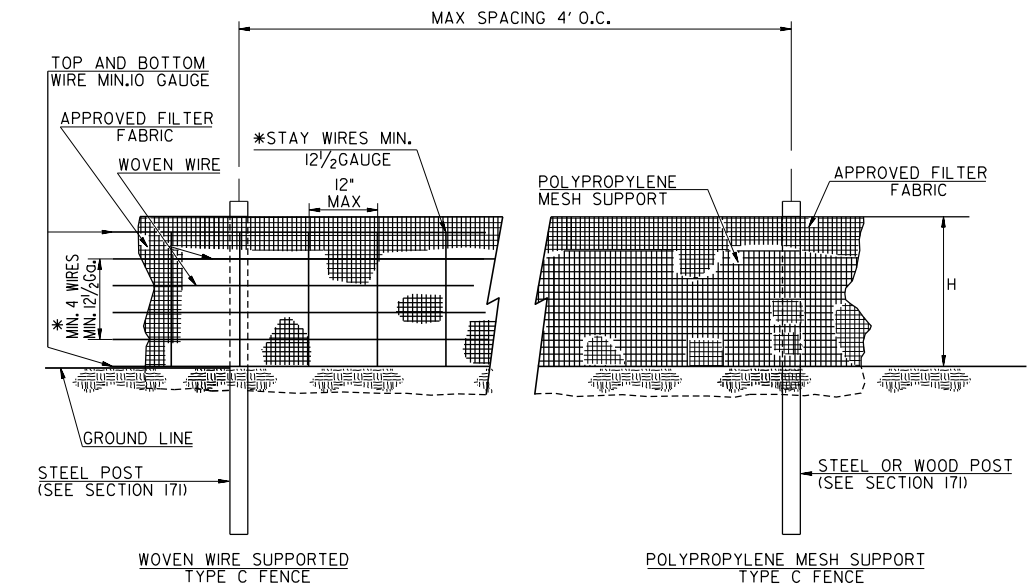 MAX SPACING 4' O.C.
TOP AND BOTTOM
WIRE MIN.10 GAUGE
APPROVED FILTER
FABRIC
WOVEN WIRE
*STAY WIRES MIN.
12 1/2 GAUGE
12"
MAX
POLYPROPYLENE
MESH SUPPORT
APPROVED FILTER
FABRIC
* MIN. 4 WIRES
MIN. 12 1/2 Ga.
H
GROUND LINE
STEEL POST
(SEE SECTION 171)
STEEL OR WOOD POST
(SEE SECTION 171)
WOVEN WIRE SUPPORTED
TYPE C FENCE
POLYPROPYLENE MESH SUPPORT
TYPE C FENCE